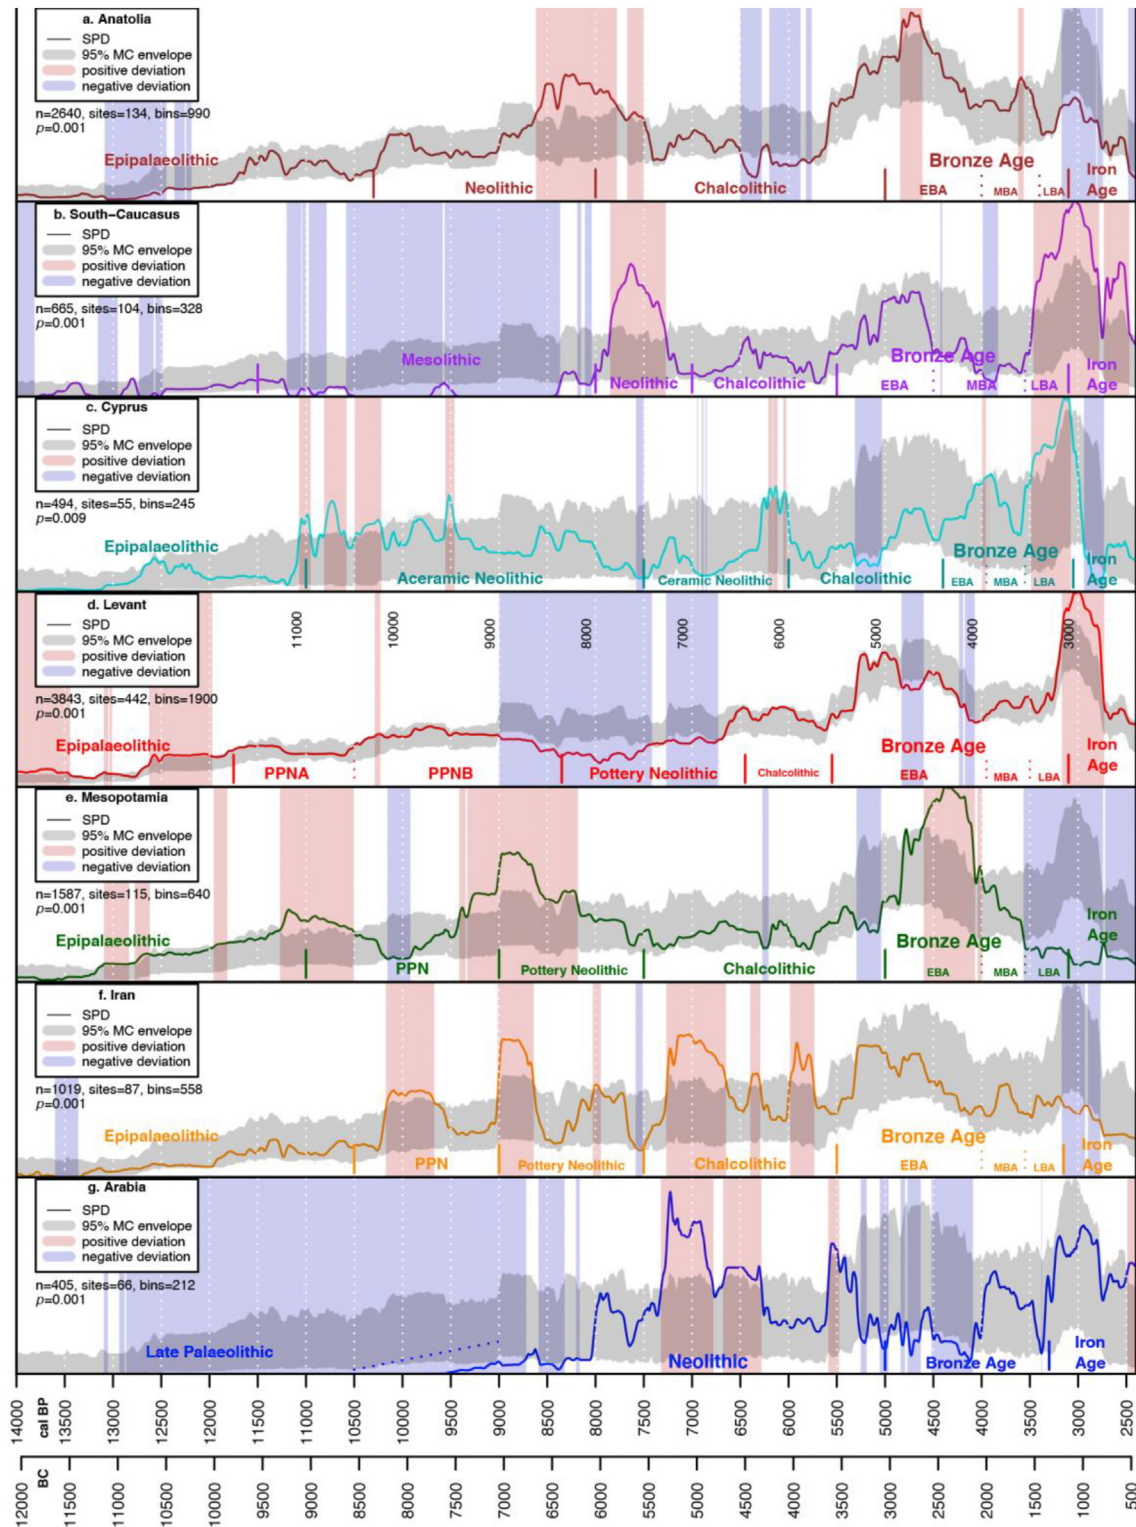 a. Anatolia
SPD
95% MC envelope
positive deviation
negative deviation
n=2640, sites=134, bins=990
p=0.001
Epipalaeolithic
Neolithic
Chalcolithic
Bronze Age
EBA
MBA
LBA
Iron
Age
b. South-Caucasus
SPD
95% MC envelope
positive deviation
negative deviation
n=665, sites=104, bins=328
p=0.001
Mesolithic
Neolithic
Chalcolithic
Bronze Age
EBA
MBA
LBA
Iron
Age
c. Cyprus
SPD
95% MC envelope
positive deviation
negative deviation
n=494, sites=55, bins=245
p=0.009
Epipalaeolithic
Aceramic Neolithic
Ceramic Neolithic
Chalcolithic
Bronze Age
EBA
MBA
LBA
Iron
Age
d. Levant
SPD
95% MC envelope
positive deviation
negative deviation
11000 10000 9000 8000 7000 6000 5000 4000 3000
n=3843, sites=442, bins=1900
p=0.001
Epipalaeolithic
PPNA
PPNB
Pottery Neolithic
Chalcolithic
Bronze Age
EBA
MBA
LBA
Iron
Age
e. Mesopotamia
SPD
95% MC envelope
positive deviation
negative deviation
n=1587, sites=115, bins=640
p=0.001
Epipalaeolithic
PPN
Pottery Neolithic
Chalcolithic
Bronze Age
EBA
MBA
LBA
Iron
Age
f. Iran
SPD
95% MC envelope
positive deviation
negative deviation
n=1019, sites=87, bins=558
p=0.001
Epipalaeolithic
PPN
Pottery Neolithic
Chalcolithic
Bronze Age
EBA
MBA
LBA
Iron
Age
g. Arabia
SPD
95% MC envelope
positive deviation
negative deviation
n=405, sites=66, bins=212
p=0.001
Late Palaeolithic
Neolithic
Bronze Age
Iron
Age
14000 cal BP 13500 13000 12500 12000 11500 11000 10500 10000 9500 9000 8500 8000 7500 7000 6500 6000 5500 5000 4500 4000 3500 3000 2500
12000 BC 11500 11000 10500 10000 9500 9000 8500 8000 7500 7000 6500 6000 5500 5000 4500 4000 3500 3000 2500 2000 1500 1000 500